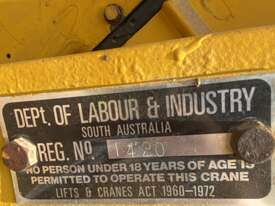 DEPT. OF LABOUR & INDUSTRY
SOUTH AUSTRALIA
REG. Nº 1420
NO PERSON UNDER 18 YEARS OF AGE IS
PERMITTED TO OPERATE THIS CRANE
LIFTS & CRANES ACT 1960-1972